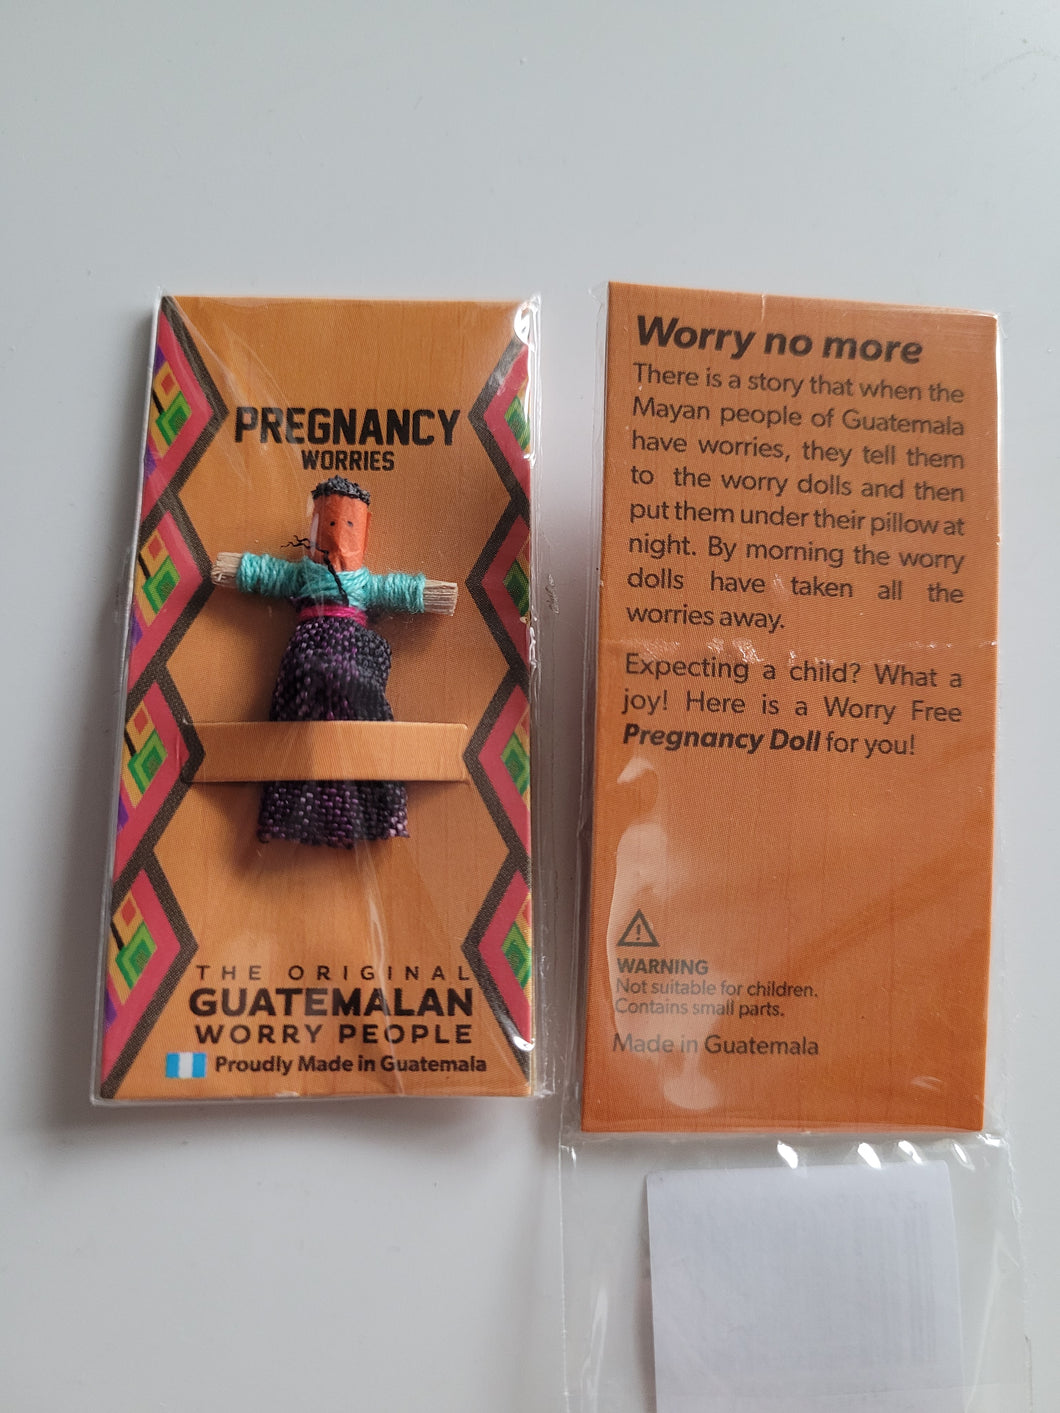 PREGNANCY
WORRIES
THE ORIGINAL
GUATEMALAN
WORRY PEOPLE
Proudly Made in Guatemala
Worry no more
There is a story that when the
Mayan people of Guatemala
have worries, they tell them
to the worry dolls and then
put them under their pillow at
night. By morning the worry
dolls have taken all the
worries away.
Expecting a child? What a
joy! Here is a Worry Free
Pregnancy Doll for you!
WARNING
Not suitable for children.
Contains small parts.
Made in Guatemala